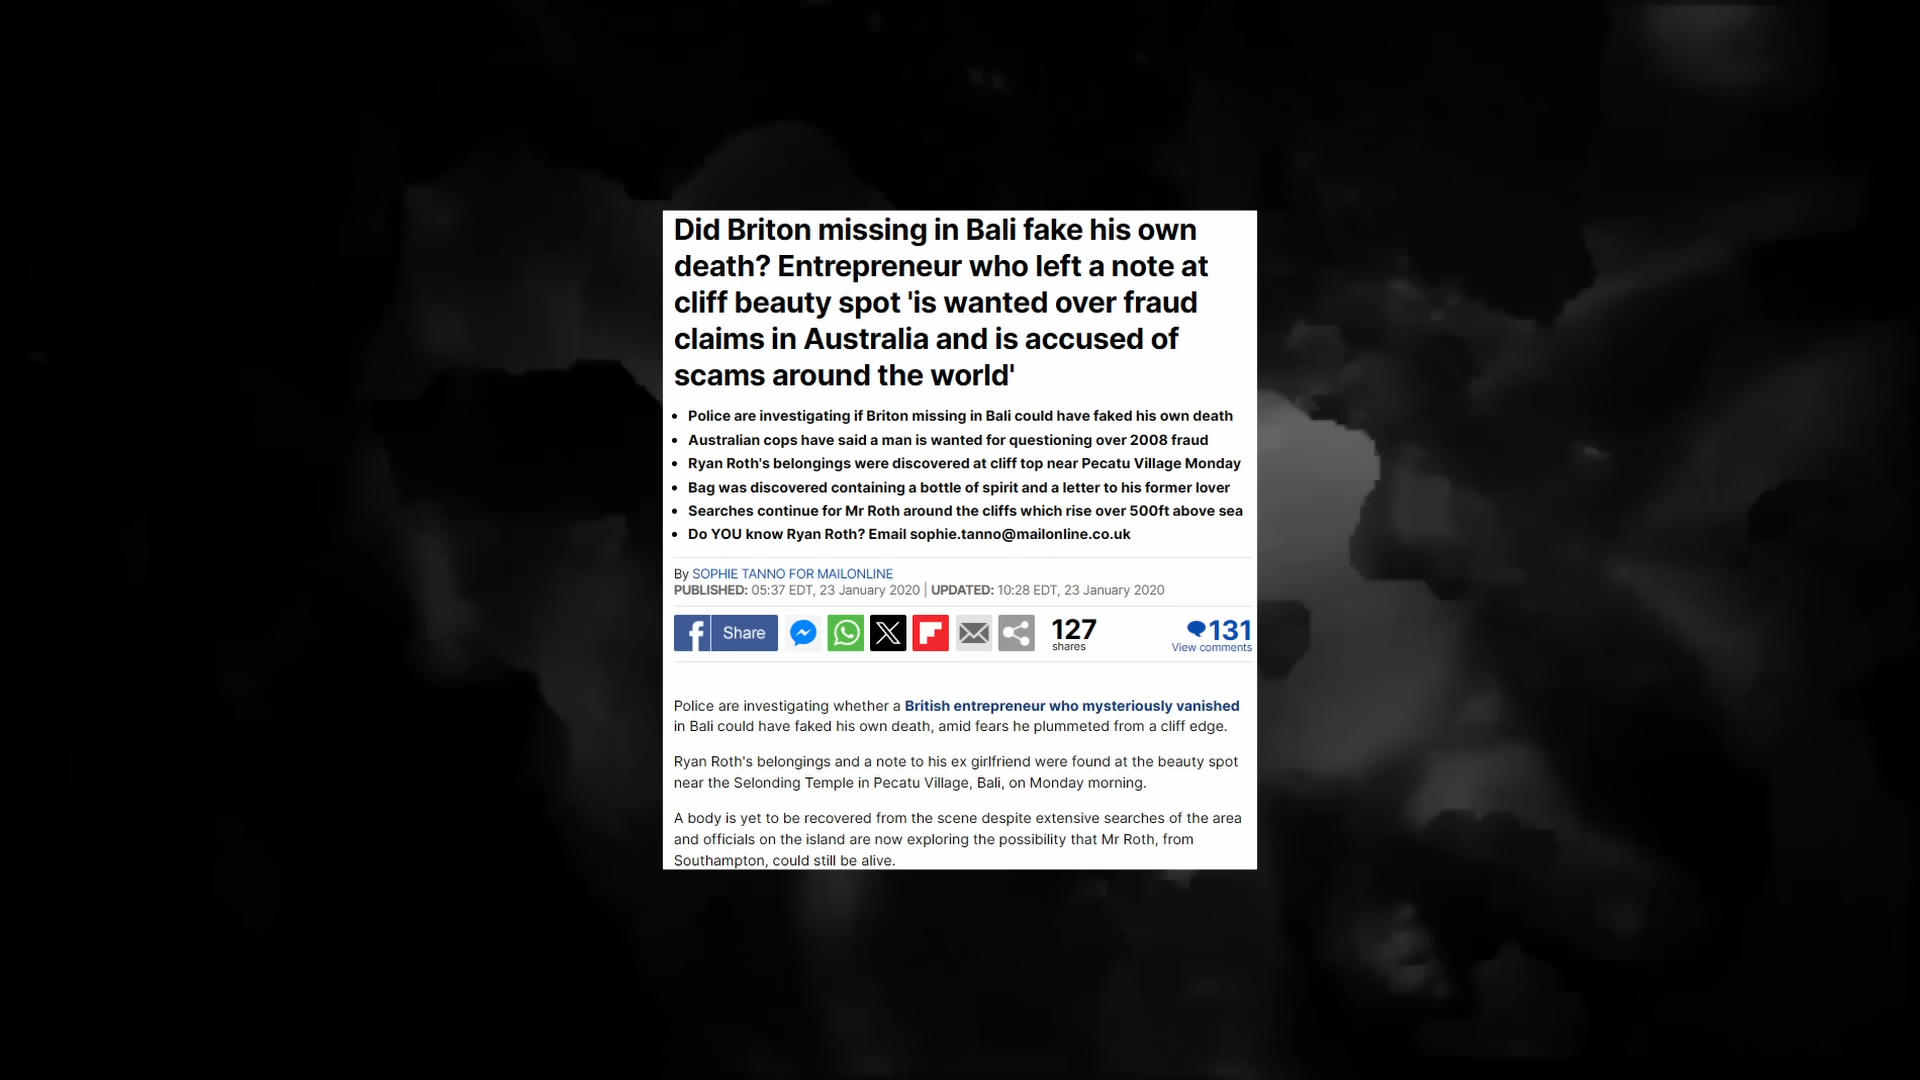 Did Briton missing in Bali fake his own
death? Entrepreneur who left a note at
cliff beauty spot 'is wanted over fraud
claims in Australia and is accused of
scams around the world'
• Police are investigating if Briton missing in Bali could have faked his own death
• Australian cops have said a man is wanted for questioning over 2008 fraud
• Ryan Roth's belongings were discovered at cliff top near Pecatu Village Monday
• Bag was discovered containing a bottle of spirit and a letter to his former lover
• Searches continue for Mr Roth around the cliffs which rise over 500ft above sea
• Do YOU know Ryan Roth? Email sophie.tanno@mailonline.co.uk
By SOPHIE TANNO FOR MAILONLINE
PUBLISHED: 05:37 EDT, 23 January 2020 | UPDATED: 10:28 EDT, 23 January 2020
Share
127
shares
131
View comments
Police are investigating whether a British entrepreneur who mysteriously vanished
in Bali could have faked his own death, amid fears he plummeted from a cliff edge.
Ryan Roth's belongings and a note to his ex girlfriend were found at the beauty spot
near the Selonding Temple in Pecatu Village, Bali, on Monday morning.
A body is yet to be recovered from the scene despite extensive searches of the area
and officials on the island are now exploring the possibility that Mr Roth, from
Southampton, could still be alive.